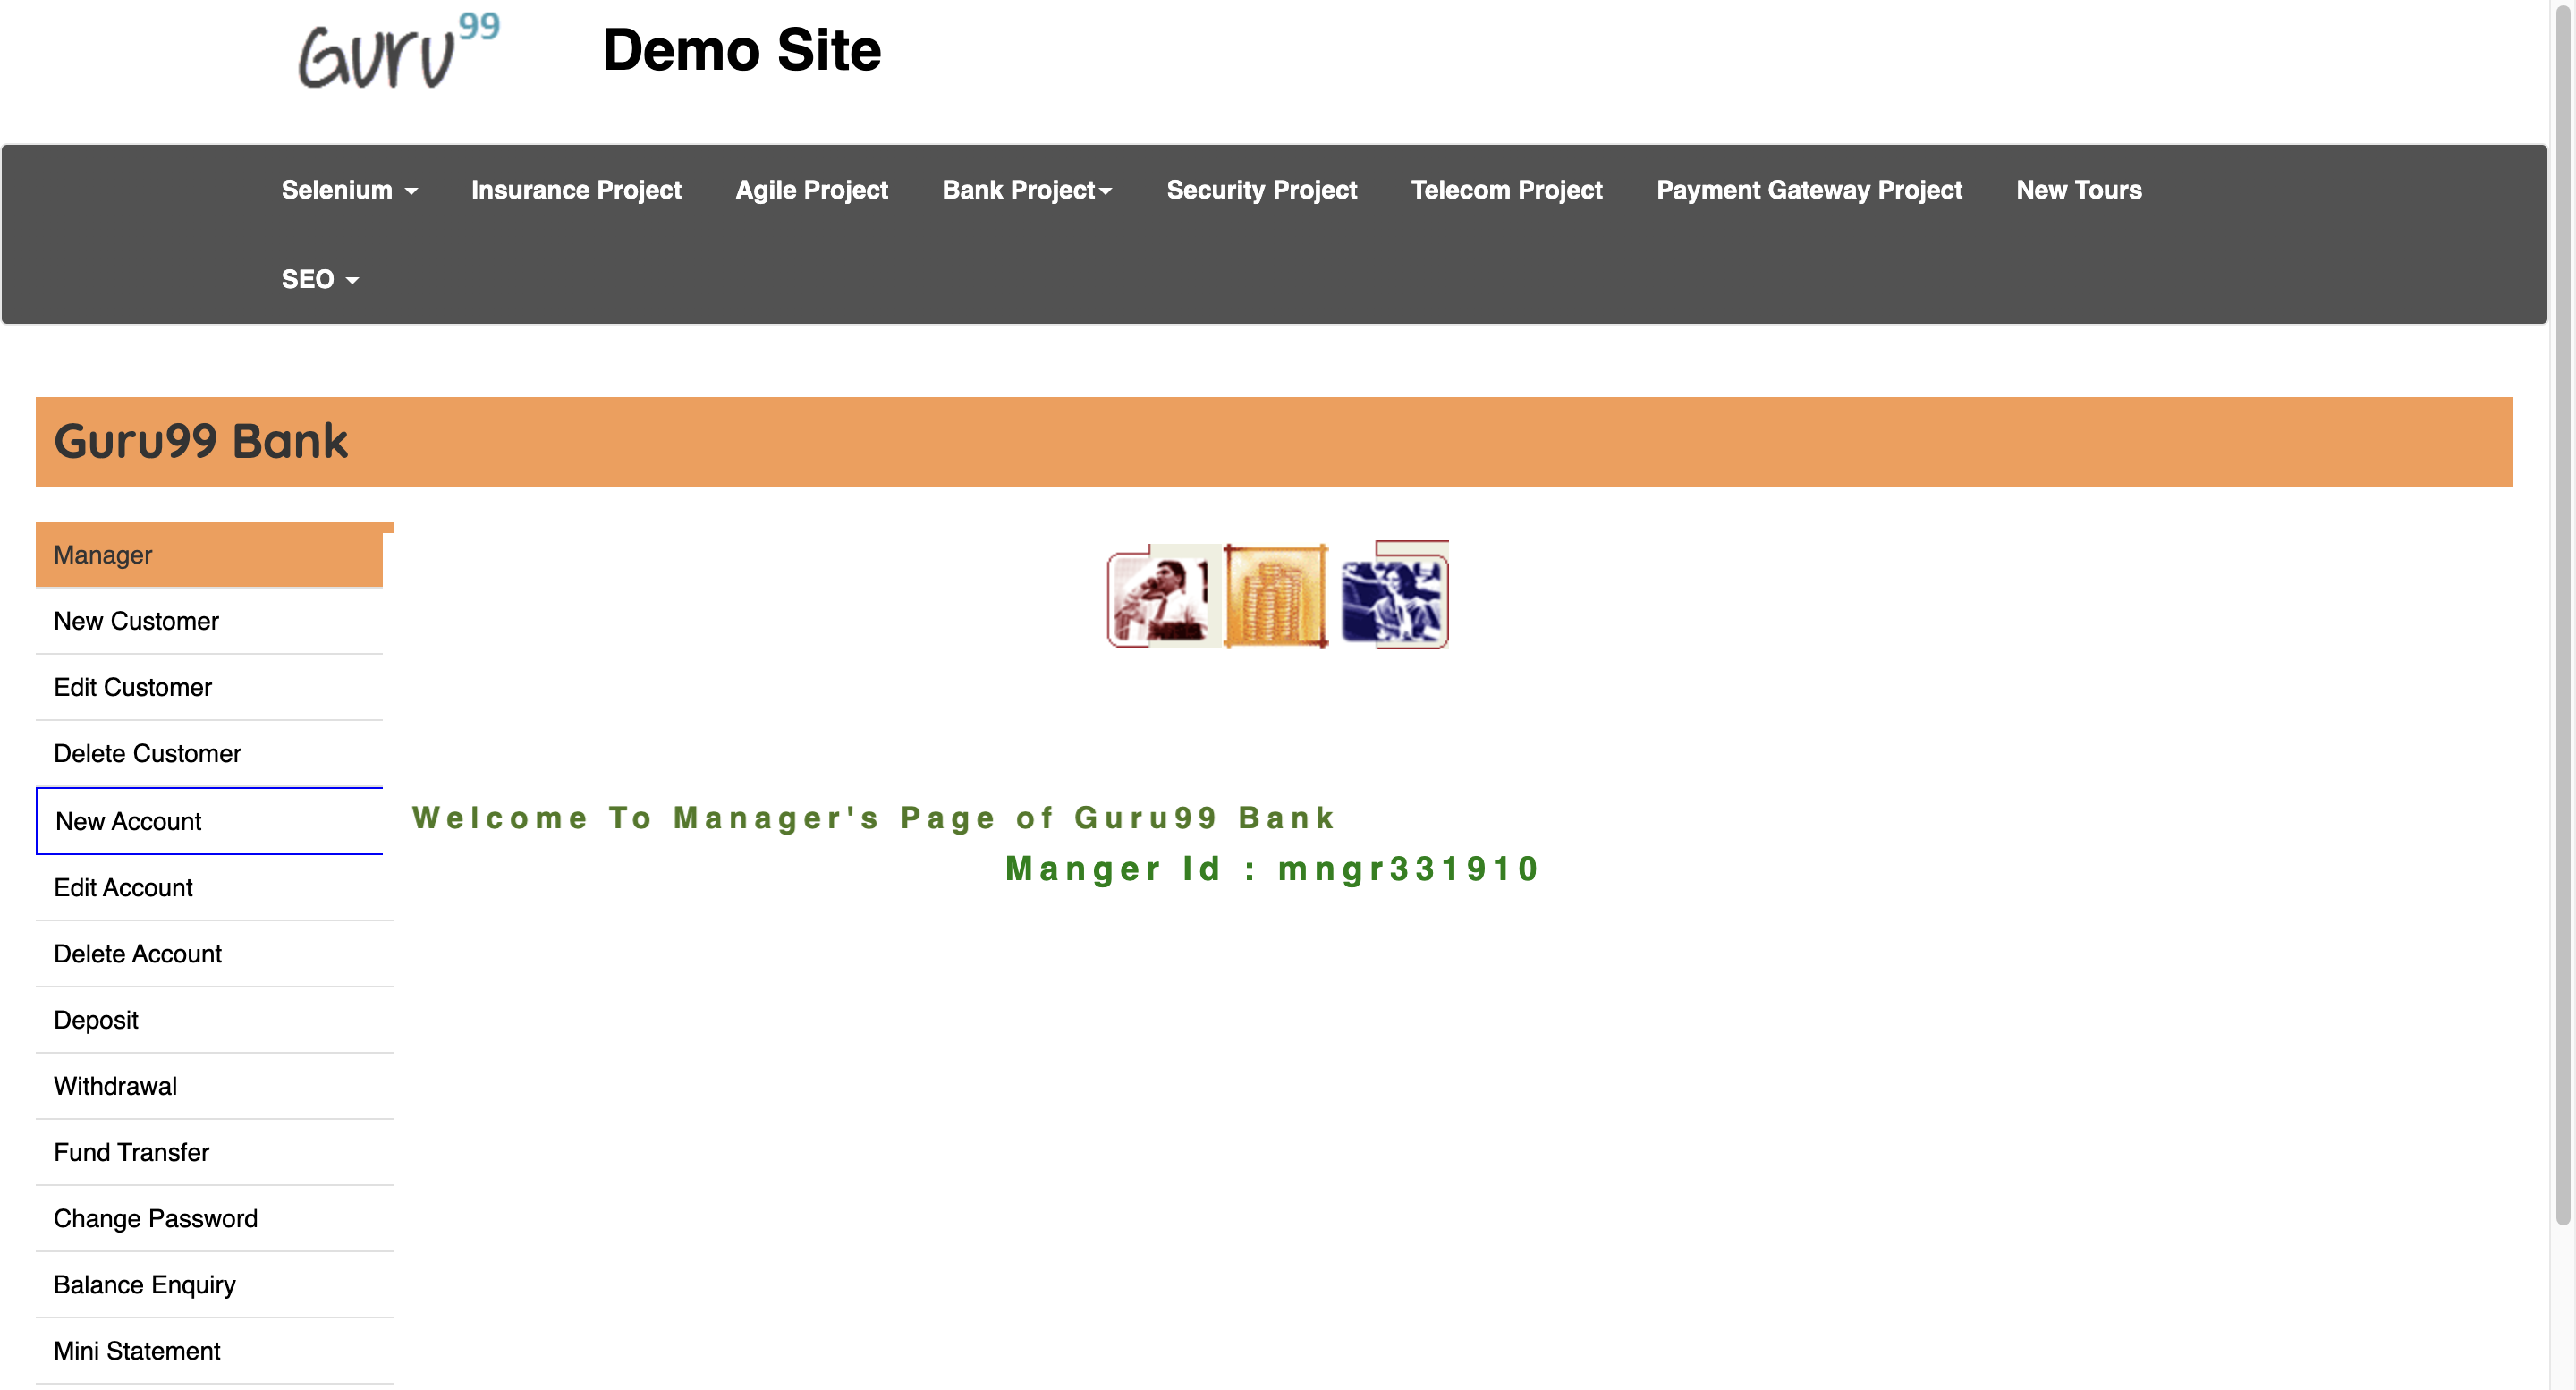 Guru99
Demo Site
Selenium
Insurance Project
Agile Project
Bank Project
Security Project
Telecom Project
Payment Gateway Project
New Tours
SEO
Guru99 Bank
Manager
New Customer
Edit Customer
Delete Customer
New Account
Edit Account
Delete Account
Deposit
Withdrawal
Fund Transfer
Change Password
Balance Enquiry
Mini Statement
Welcome To Manager's Page of Guru99 Bank
Manger Id : mngr331910